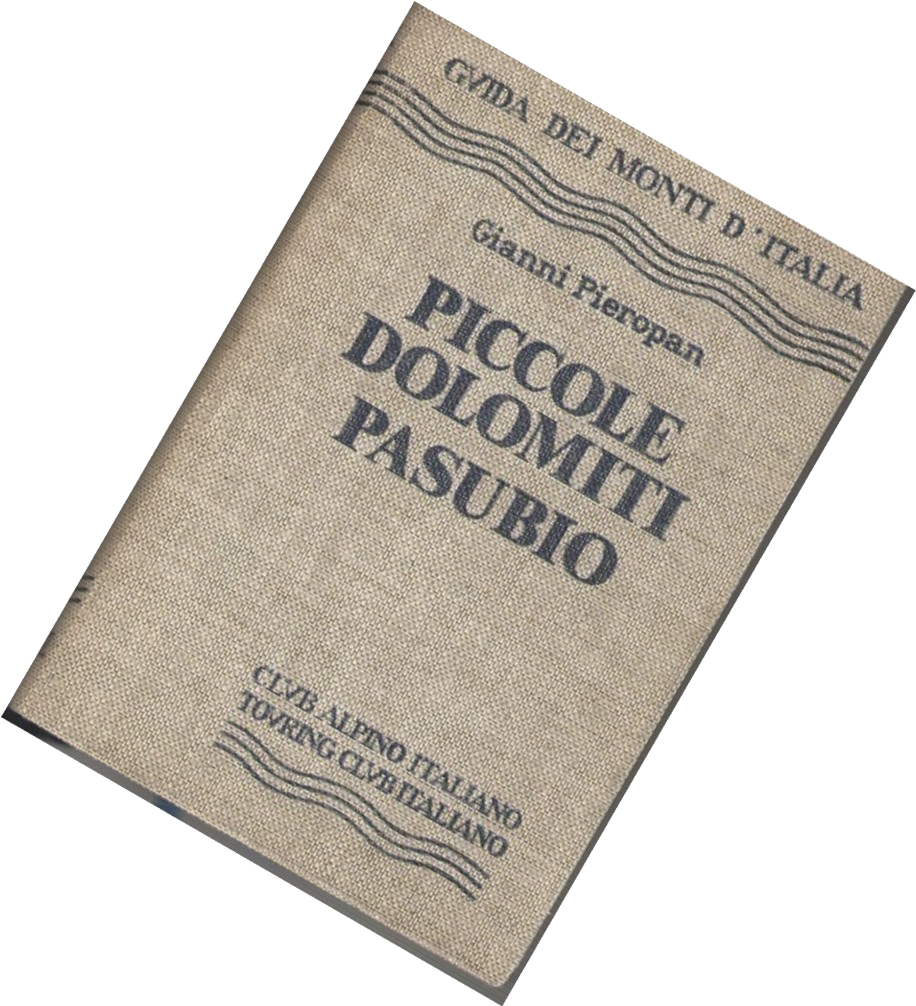 GVIDA DEI MONTI D'ITALIA
Gianni Pieropan
PICCOLE
DOLOMITI
PASUBIO
CLVB ALPINO ITALIANO
TOVRING CLVB ITALIANO